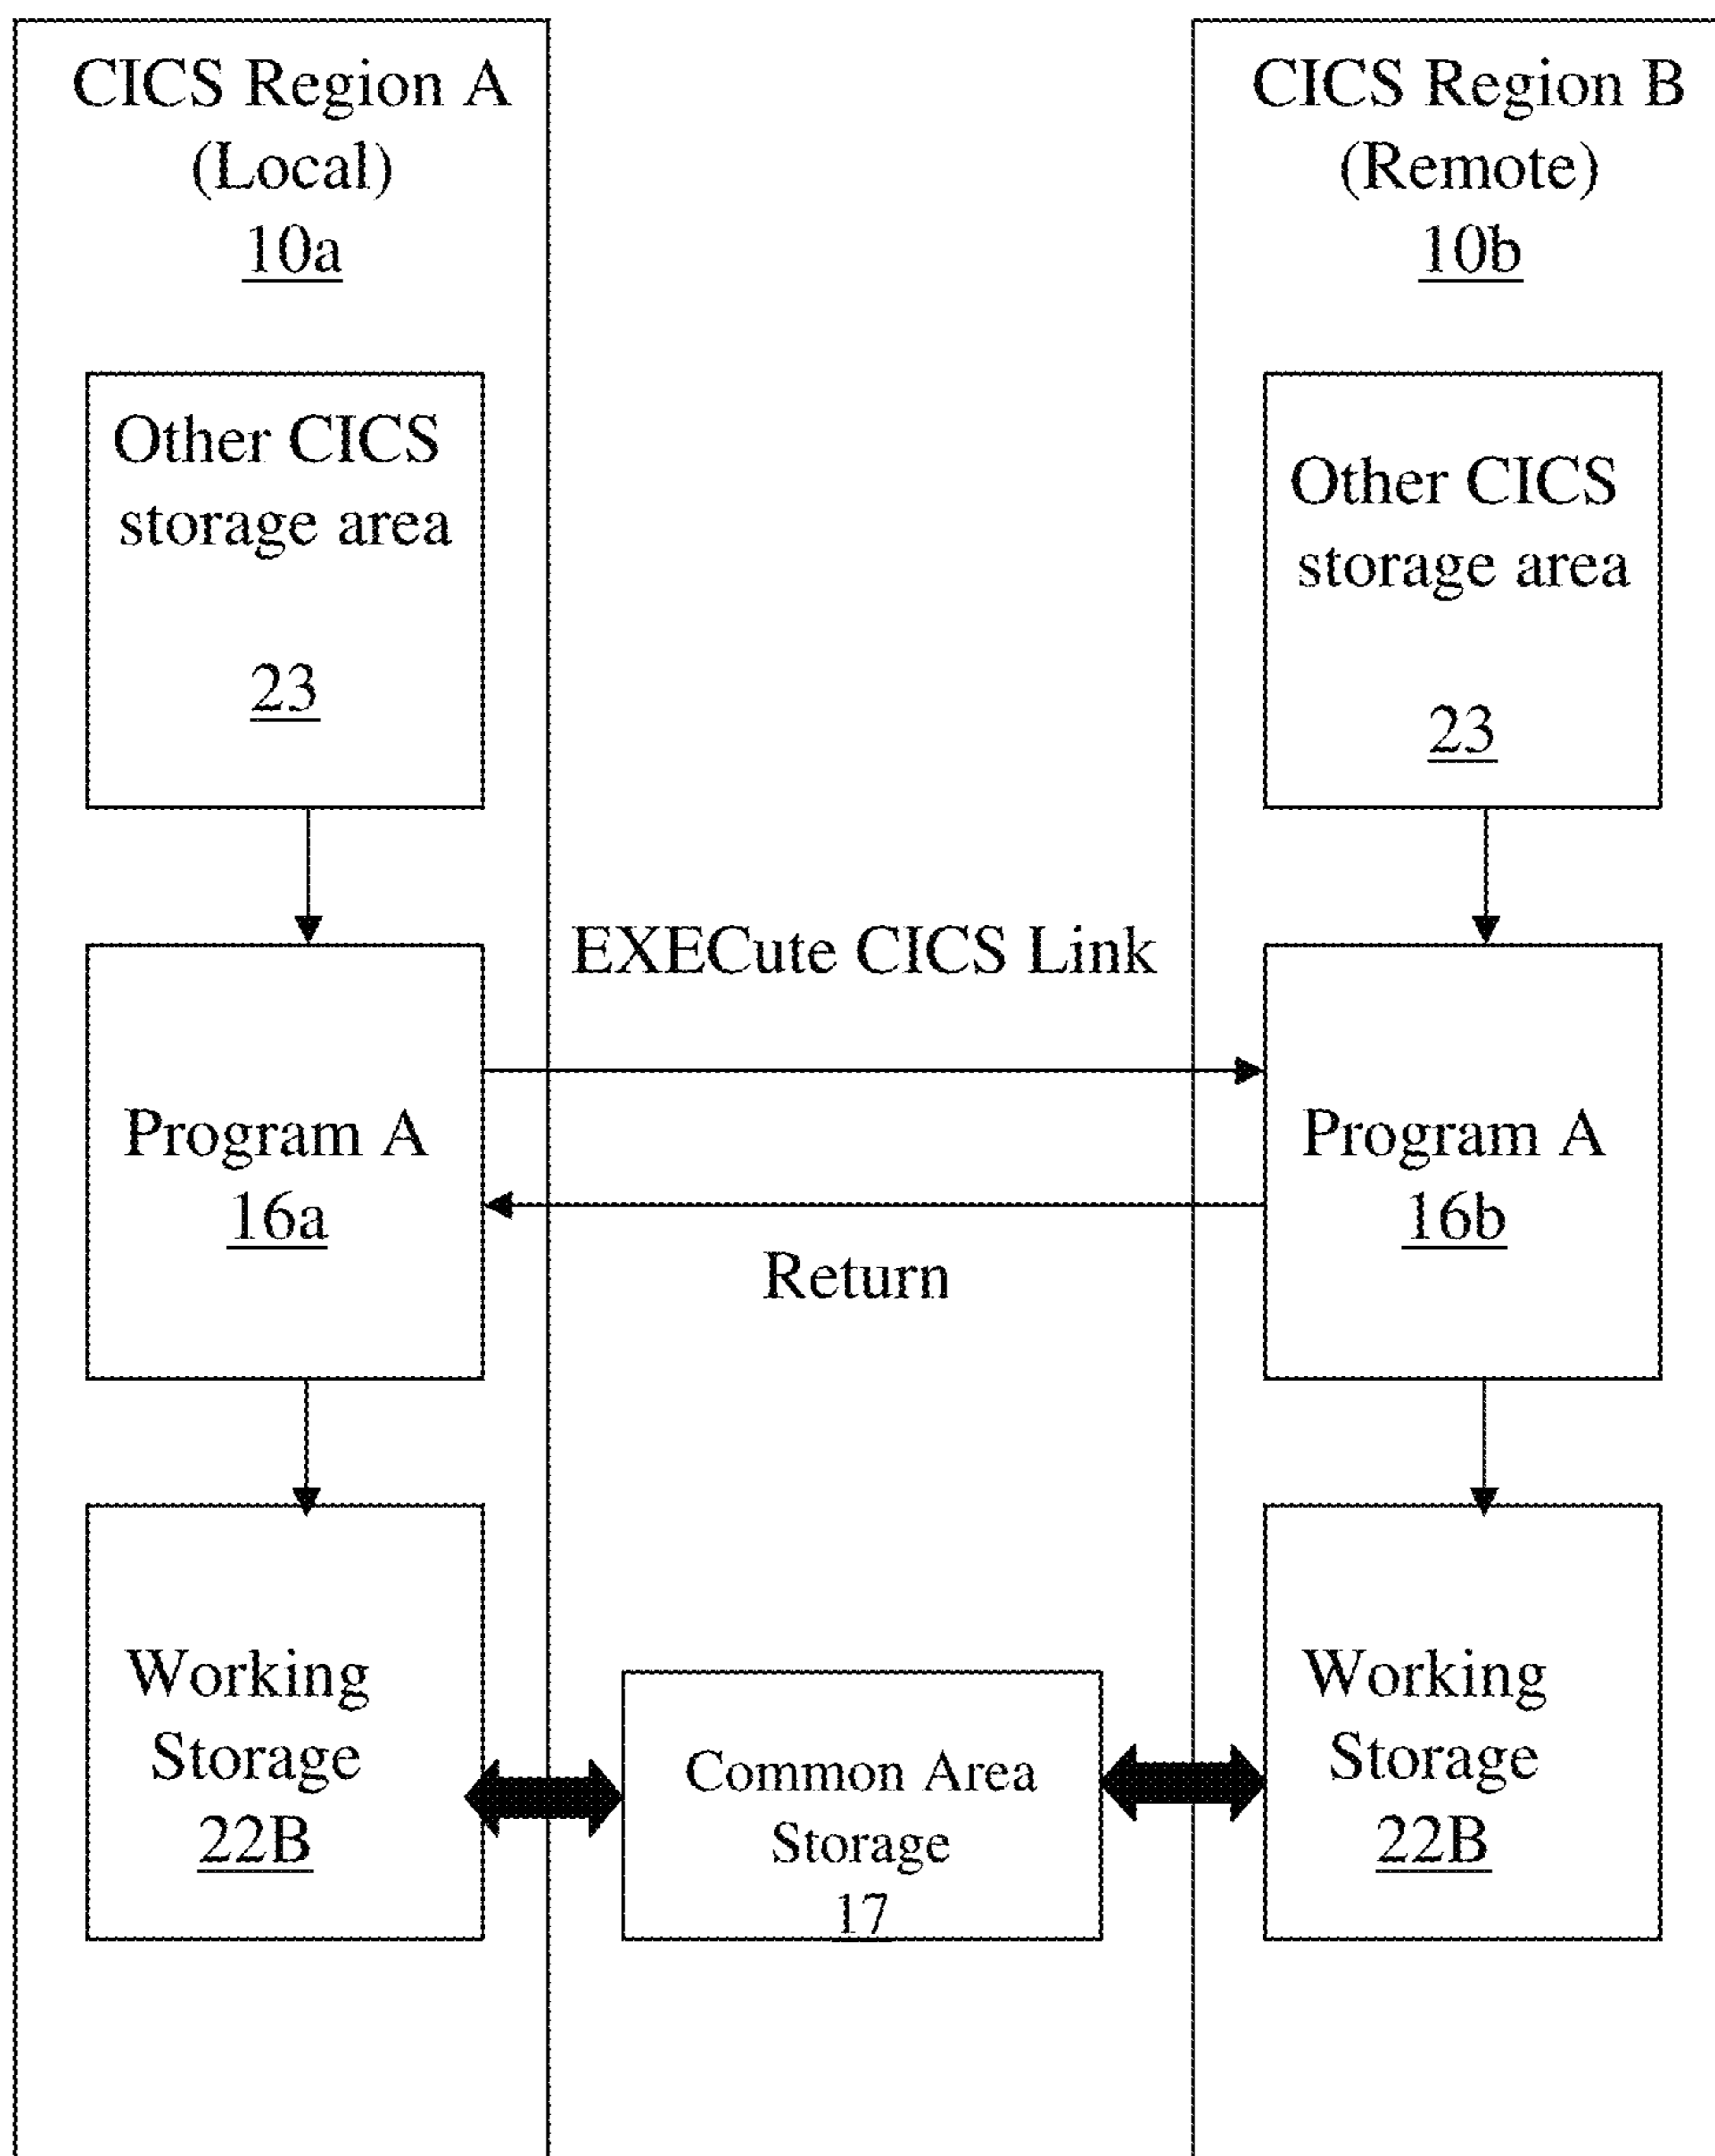 CICS Region A
(Local)
10a
Other CICS
storage area
23
Program A
16a
Working
Storage
22B
EXECute CICS Link
Return
Common Area
Storage
17
CICS Region B
(Remote)
10b
Other CICS
storage area
23
Program A
16b
Working
Storage
22B